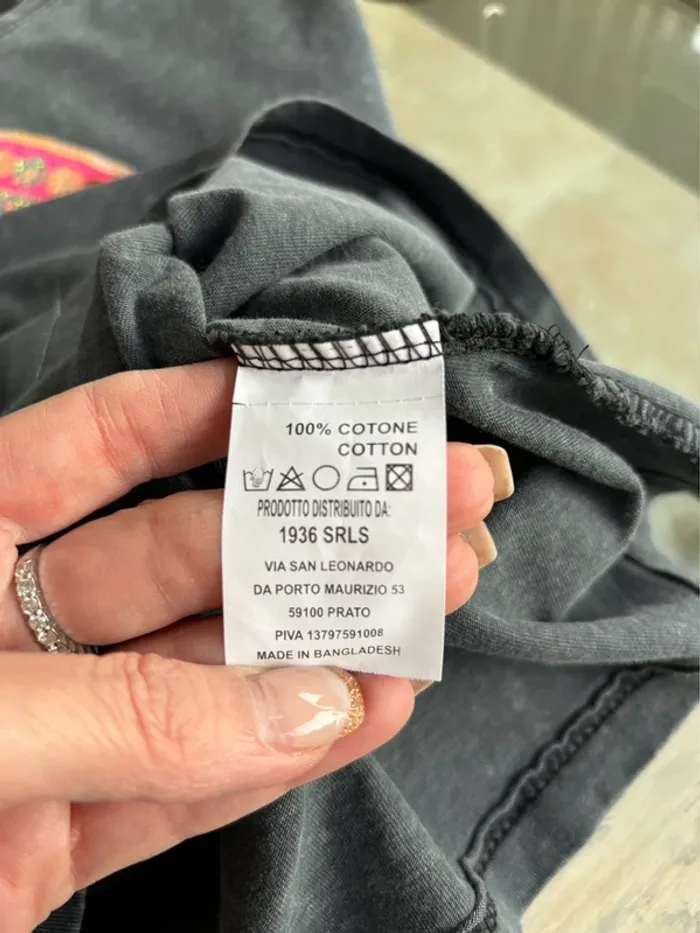 100% COTONE
COTTON
PRODOTTO DISTRIBUITO DA:
1936 SRLS
VIA SAN LEONARDO
DA PORTO MAURIZIO 53
59100 PRATO
PIVA 13797591008
MADE IN BANGLADESH